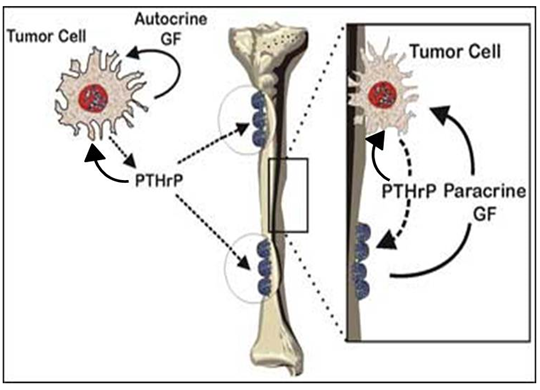 Tumor Cell
Autocrine
GF
PTHrP
Tumor Cell
PTHrP Paracrine
GF